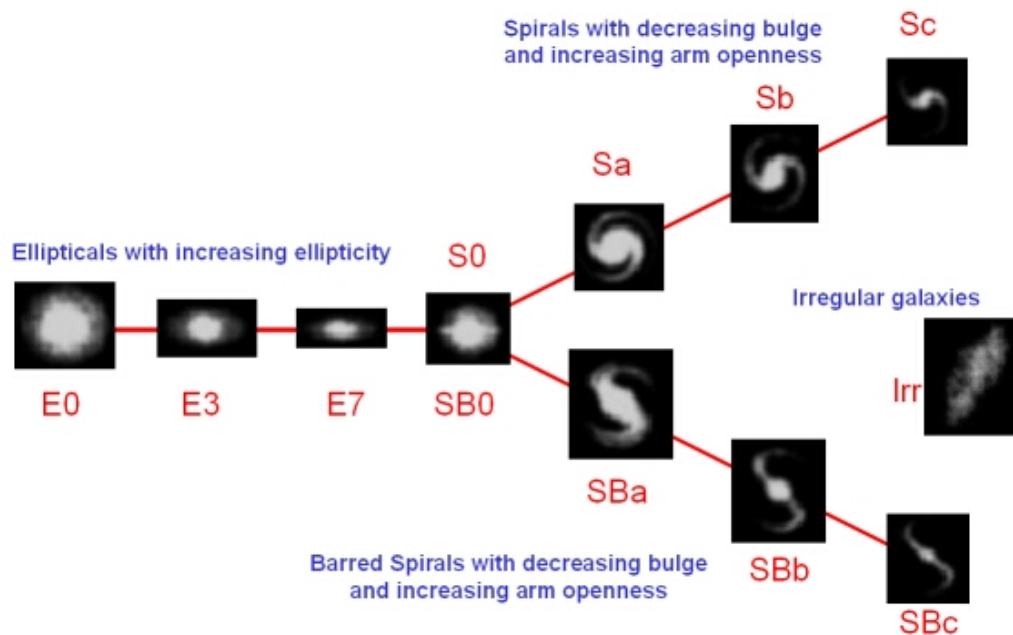 Spirals with decreasing bulge
and increasing arm openness
Sc
Sb
Sa
Ellipticals with increasing ellipticity
S0
Irregular galaxies
Irr
E0
E3
E7
SB0
SBa
SBb
Barred Spirals with decreasing bulge
and increasing arm openness
SBc